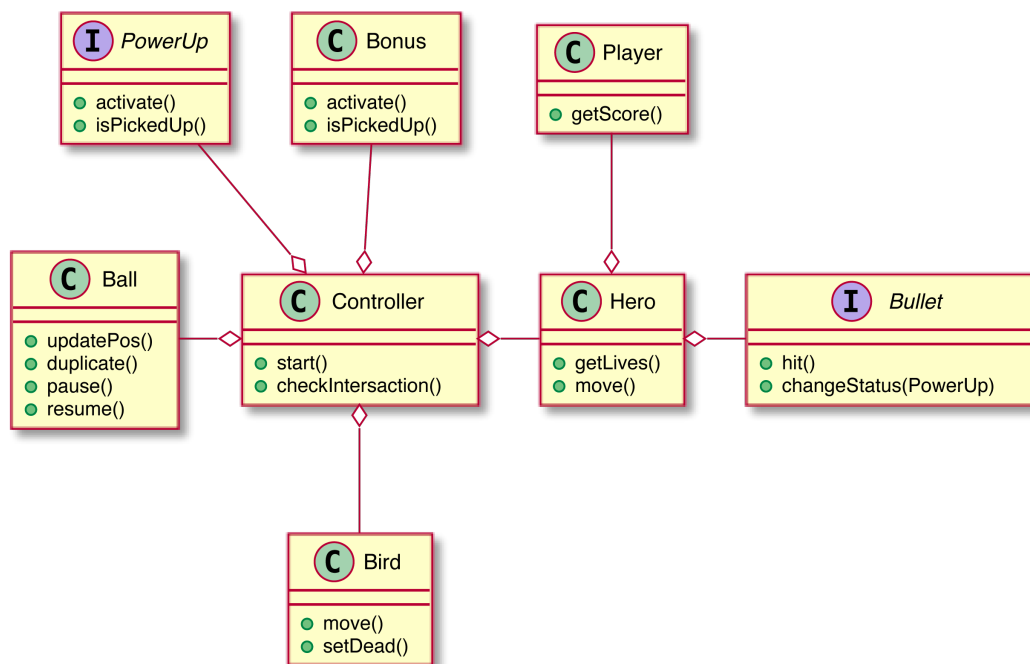 I PowerUp
activate()
isPickedUp()
C Bonus
activate()
isPickedUp()
C Player
getScore()
C Ball
updatePos()
duplicate()
pause()
resume()
C Controller
start()
checkIntersaction()
C Hero
getLives()
move()
I Bullet
hit()
changeStatus(PowerUp)
C Bird
move()
setDead()